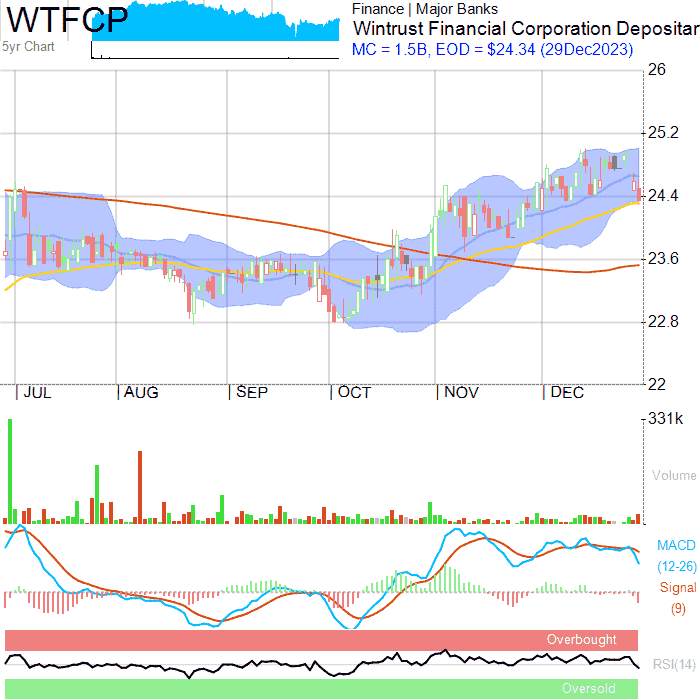 WTFCP
5yr Chart
Finance | Major Banks
Wintrust Financial Corporation Depositar
MC = 1.5B, EOD = $24.34 (29Dec2023)
26
25.2
24.4
23.6
22.8
22
JUL AUG SEP OCT NOV DEC
331k
Volume
MACD
(12-26)
Signal
(9)
Overbought
RSI(14)
Oversold